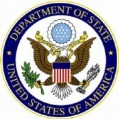 DEPARTMENT OF STATE
UNITED STATES OF AMERICA